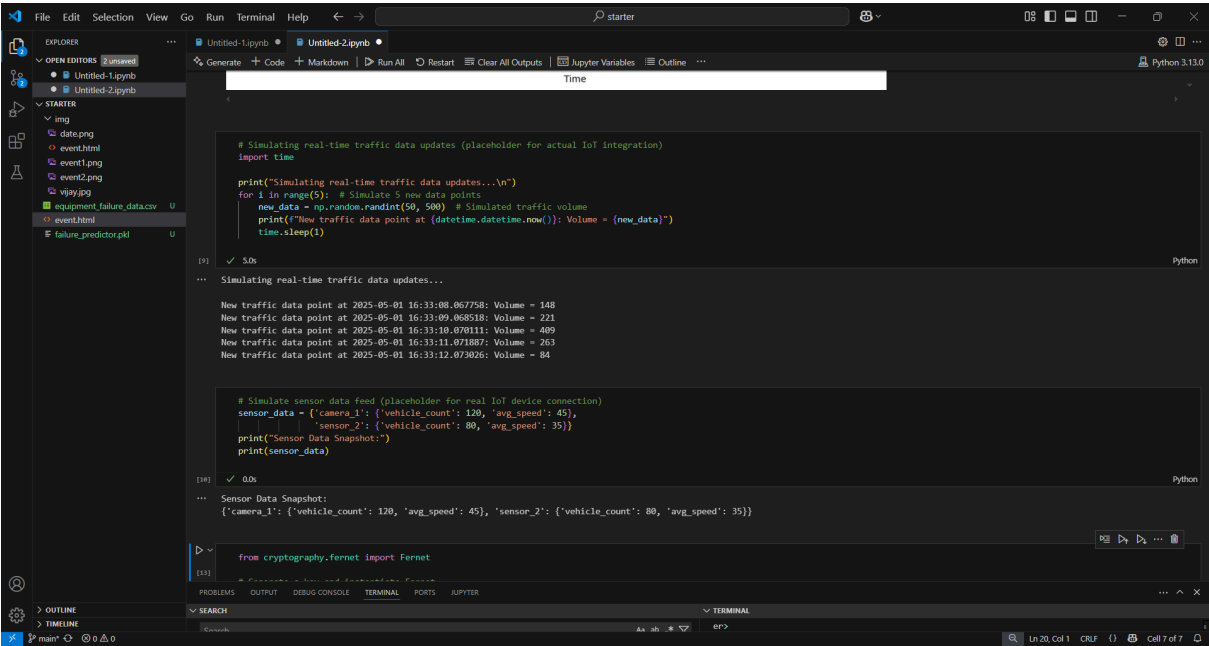 File Edit Selection View Go Run Terminal Help
starter
EXPLORER
Untitled-1.ipynb
Untitled-2.ipynb
OPEN EDITORS 2 unsaved
Generate + Code + Markdown Run All Restart Clear All Outputs Jupyter Variables Outline ...
Python 3.13.0
Untitled-1.ipynb
Untitled-2.ipynb
STARTER
img
date.png
event.html
event1.png
event2.png
vijay.jpg
equipment_failure_data.csv U
event.html
failure_predictor.pkl U
Time
# Simulating real-time traffic data updates (placeholder for actual IoT integration)
import time
print("Simulating real-time traffic data updates...\n")
for i in range(5): # Simulate 5 new data points
new_data = np.random.randint(50, 500) # Simulated traffic volume
print(f"New traffic data point at {datetime.datetime.now()}: Volume = {new_data}")
time.sleep(1)
[9] 5.0s Python
Simulating real-time traffic data updates...
New traffic data point at 2025-05-01 16:33:08.067758: Volume = 148
New traffic data point at 2025-05-01 16:33:09.068518: Volume = 221
New traffic data point at 2025-05-01 16:33:10.070111: Volume = 409
New traffic data point at 2025-05-01 16:33:11.071887: Volume = 263
New traffic data point at 2025-05-01 16:33:12.073026: Volume = 84
# Simulate sensor data feed (placeholder for real IoT device connection)
sensor_data = {'camera_1': {'vehicle_count': 120, 'avg_speed': 45},
'sensor_2': {'vehicle_count': 80, 'avg_speed': 35}}
print("Sensor Data Snapshot:")
print(sensor_data)
[10] 0.0s Python
Sensor Data Snapshot:
{'camera_1': {'vehicle_count': 120, 'avg_speed': 45}, 'sensor_2': {'vehicle_count': 80, 'avg_speed': 35}}
from cryptography.fernet import Fernet
[13]
# Generate a key and instantiate Fernet
PROBLEMS OUTPUT DEBUG CONSOLE TERMINAL PORTS JUPYTER
OUTLINE
TIMELINE
SEARCH
TERMINAL
Search
er>
main* 0 0
Ln 20, Col 1 CRLF {} Cell 7 of 7